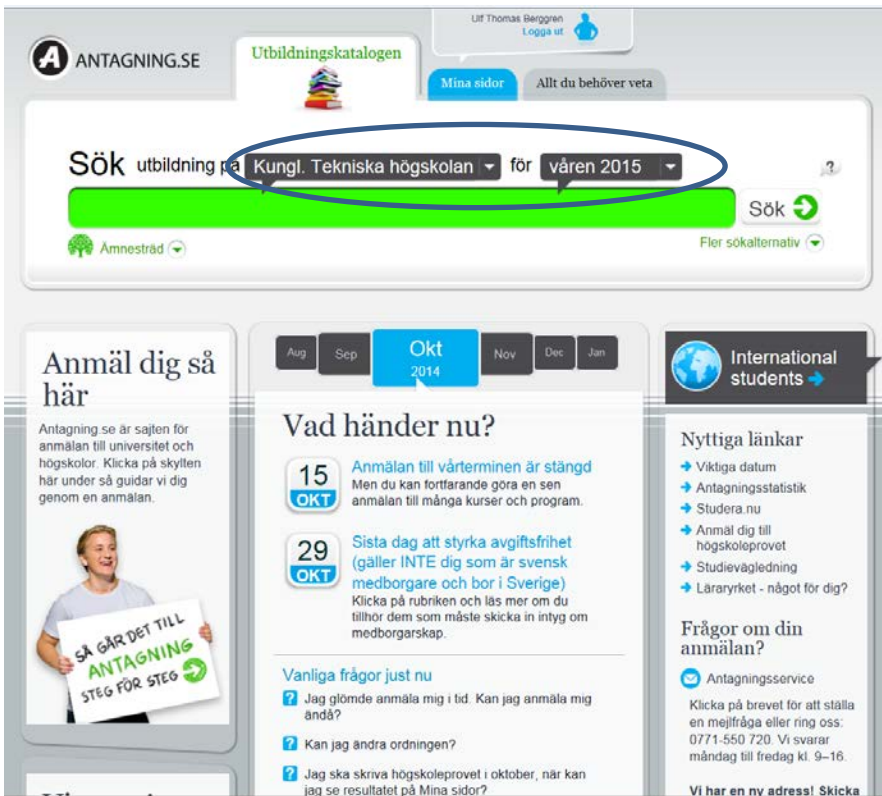 Ulf Thomas Berggren
Logga ut
ANTAGNING.SE
Utbildningskatalogen
Mina sidor
Allt du behöver veta
Sök utbildning på Kungl. Tekniska högskolan för våren 2015
?
Sök
Ämnesträd
Fler sökalternativ
Anmäl dig så
här
Antagning.se är sajten för
anmälan till universitet och
högskolor. Klicka på skylten
här under så guidar vi dig
genom en anmälan.
SÅ GÅR DET TILL
ANTAGNING
STEG FÖR STEG
Aug
Sep
Okt
2014
Nov
Dec
Jan
Vad händer nu?
15
OKT
Anmälan till vårterminen är stängd
Men du kan fortfarande göra en sen
anmälan till många kurser och program.
29
OKT
Sista dag att styrka avgiftsfrihet
(gäller INTE dig som är svensk
medborgare och bor i Sverige)
Klicka på rubriken och läs mer om du
tillhör dem som måste skicka in intyg om
medborgarskap.
Vanliga frågor just nu
? Jag glömde anmäla mig i tid. Kan jag anmäla mig
ändå?
? Kan jag ändra ordningen?
? Jag ska skriva högskoleprovet i oktober, när kan
jag se resultatet på Mina sidor?
International
students
Nyttiga länkar
Viktiga datum
Antagningsstatistik
Studera.nu
Anmäl dig till
högskoleprovet
Studievägledning
Läraryrket - något för dig?
Frågor om din
anmälan?
Antagningsservice
Klicka på brevet för att ställa
en mejlfråga eller ring oss:
0771-550 720. Vi svarar
måndag till fredag kl. 9–16.
Vi har en ny adress! Skicka